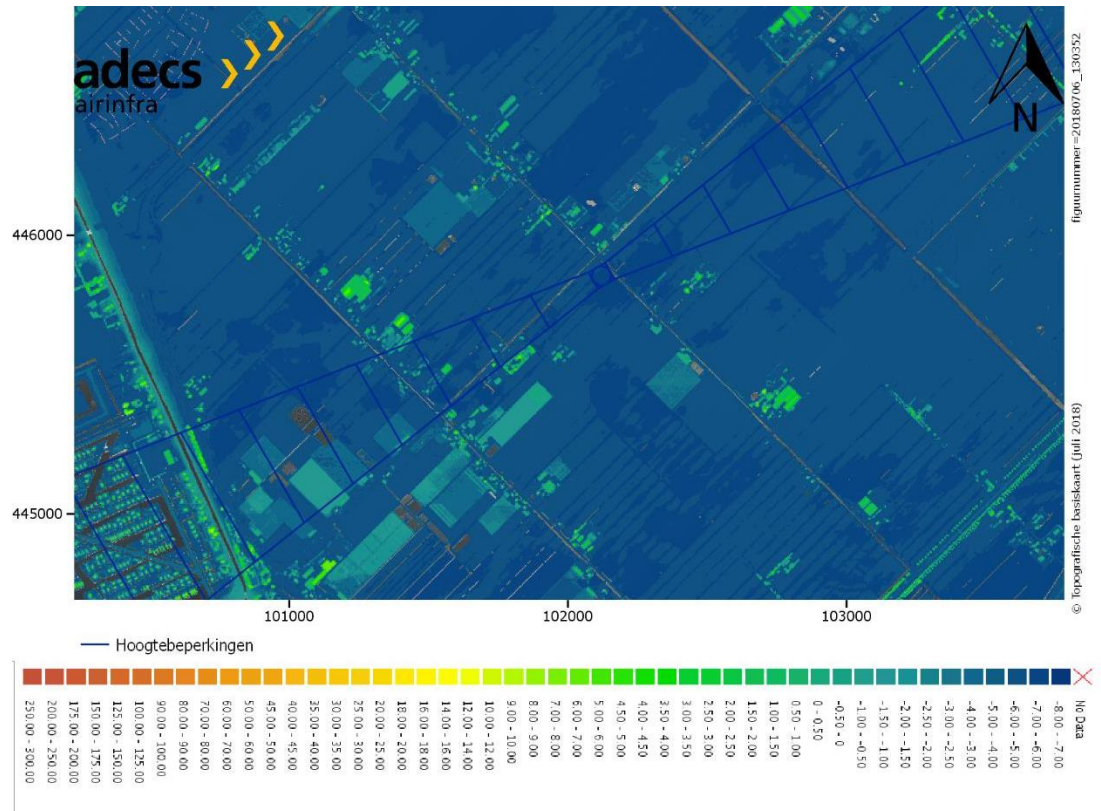 adecs
airinfra
N
figuurnummer=20180706_130352
446000
445000
© Topografische basiskaart (juli 2018)
101000
102000
103000
Hoogtebeperkingen
250.00 - 300.00
200.00 - 250.00
175.00 - 200.00
150.00 - 175.00
125.00 - 150.00
100.00 - 125.00
90.00 - 100.00
80.00 - 90.00
70.00 - 80.00
60.00 - 70.00
50.00 - 60.00
45.00 - 50.00
40.00 - 45.00
35.00 - 40.00
30.00 - 35.00
25.00 - 30.00
20.00 - 25.00
18.00 - 20.00
16.00 - 18.00
14.00 - 16.00
12.00 - 14.00
10.00 - 12.00
9.00 - 10.00
8.00 - 9.00
7.00 - 8.00
6.00 - 7.00
5.00 - 6.00
4.50 - 5.00
4.00 - 4.50
3.50 - 4.00
3.00 - 3.50
2.50 - 3.00
2.00 - 2.50
1.50 - 2.00
1.00 - 1.50
0.50 - 1.00
0 - 0.50
-0.50 - 0
-1.00 - +0.50
-1.50 - -1.00
-2.00 - -1.50
-2.50 - -2.00
-3.00 - -2.50
-4.00 - -3.00
-5.00 - -4.00
-6.00 - -5.00
-7.00 - -6.00
-8.00 - -7.00
No Data